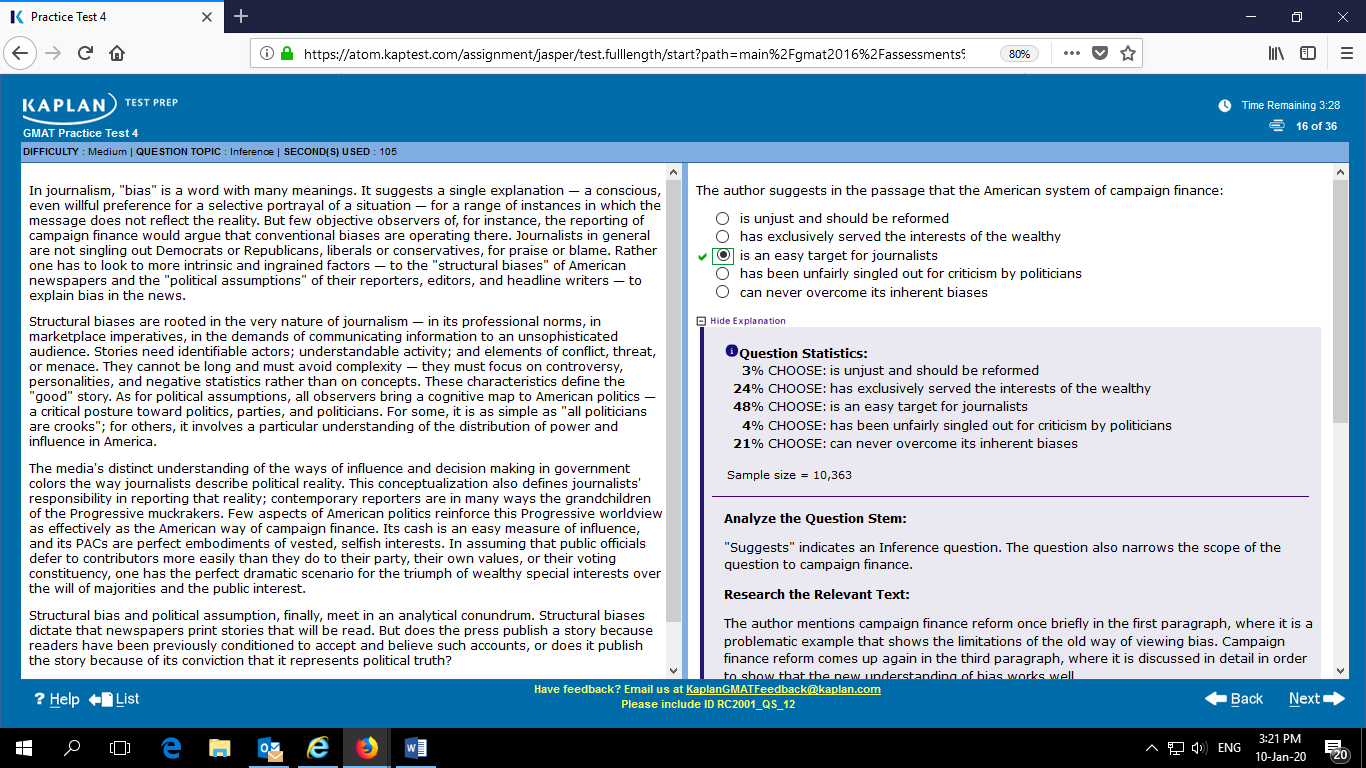 Practice Test 4
https://atom.kaptest.com/assignment/jasper/test.fulllength/start?path=main%2Fgmat2016%2Fassessments%
80%
KAPLAN TEST PREP
Time Remaining 3:28
GMAT Practice Test 4
16 of 36
DIFFICULTY : Medium | QUESTION TOPIC : Inference | SECOND(S) USED : 105
In journalism, "bias" is a word with many meanings. It suggests a single explanation — a conscious,
even willful preference for a selective portrayal of a situation — for a range of instances in which the
message does not reflect the reality. But few objective observers of, for instance, the reporting of
campaign finance would argue that conventional biases are operating there. Journalists in general
are not singling out Democrats or Republicans, liberals or conservatives, for praise or blame. Rather
one has to look to more intrinsic and ingrained factors — to the "structural biases" of American
newspapers and the "political assumptions" of their reporters, editors, and headline writers — to
explain bias in the news.
Structural biases are rooted in the very nature of journalism — in its professional norms, in
marketplace imperatives, in the demands of communicating information to an unsophisticated
audience. Stories need identifiable actors; understandable activity; and elements of conflict, threat,
or menace. They cannot be long and must avoid complexity — they must focus on controversy,
personalities, and negative statistics rather than on concepts. These characteristics define the
"good" story. As for political assumptions, all observers bring a cognitive map to American politics —
a critical posture toward politics, parties, and politicians. For some, it is as simple as "all politicians
are crooks"; for others, it involves a particular understanding of the distribution of power and
influence in America.
The media's distinct understanding of the ways of influence and decision making in government
colors the way journalists describe political reality. This conceptualization also defines journalists'
responsibility in reporting that reality; contemporary reporters are in many ways the grandchildren
of the Progressive muckrakers. Few aspects of American politics reinforce this Progressive worldview
as effectively as the American way of campaign finance. Its cash is an easy measure of influence,
and its PACs are perfect embodiments of vested, selfish interests. In assuming that public officials
defer to contributors more easily than they do to their party, their own values, or their voting
constituency, one has the perfect dramatic scenario for the triumph of wealthy special interests over
the will of majorities and the public interest.
Structural bias and political assumption, finally, meet in an analytical conundrum. Structural biases
dictate that newspapers print stories that will be read. But does the press publish a story because
readers have been previously conditioned to accept and believe such accounts, or does it publish
the story because of its conviction that it represents political truth?
The author suggests in the passage that the American system of campaign finance:
is unjust and should be reformed
has exclusively served the interests of the wealthy
is an easy target for journalists
has been unfairly singled out for criticism by politicians
can never overcome its inherent biases
Hide Explanation
Question Statistics:
3% CHOOSE: is unjust and should be reformed
24% CHOOSE: has exclusively served the interests of the wealthy
48% CHOOSE: is an easy target for journalists
4% CHOOSE: has been unfairly singled out for criticism by politicians
21% CHOOSE: can never overcome its inherent biases
Sample size = 10,363
Analyze the Question Stem:
"Suggests" indicates an Inference question. The question also narrows the scope of the
question to campaign finance.
Research the Relevant Text:
The author mentions campaign finance reform once briefly in the first paragraph, where it is a
problematic example that shows the limitations of the old way of viewing bias. Campaign
finance reform comes up again in the third paragraph, where it is discussed in detail in order
to show that the new understanding of bias works well.
? Help
List
Have feedback? Email us at KaplanGMATFeedback@kaplan.com
Please include ID RC2001_QS_12
Back
Next
ENG
3:21 PM
10-Jan-20
20